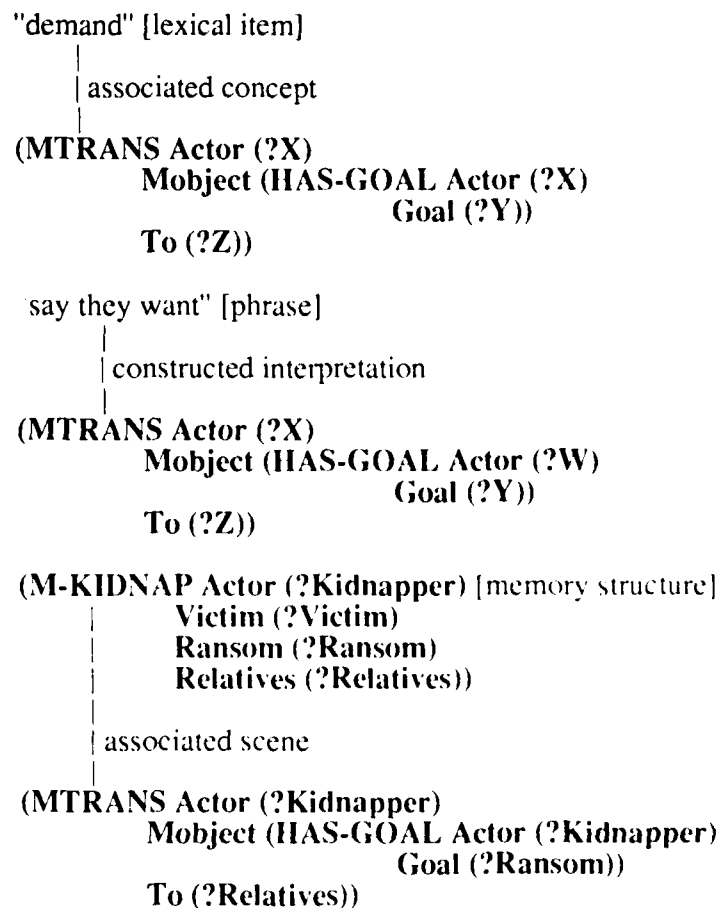 "demand" [lexical item]
associated concept
(MTRANS Actor (?X)
Mobject (HAS-GOAL Actor (?X)
Goal (?Y))
To (?Z))
say they want" [phrase]
constructed interpretation
(MTRANS Actor (?X)
Mobject (HAS-GOAL Actor (?W)
Goal (?Y))
To (?Z))
(M-KIDNAP Actor (?Kidnapper) [memory structure]
Victim (?Victim)
Ransom (?Ransom)
Relatives (?Relatives))
associated scene
(MTRANS Actor (?Kidnapper)
Mobject (HAS-GOAL Actor (?Kidnapper)
Goal (?Ransom))
To (?Relatives))